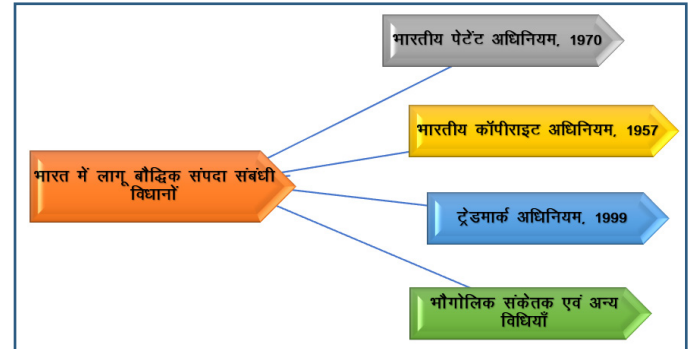 भारतीय पेटेंट अधिनियम, 1970
भारतीय कॉपीराइट अधिनियम, 1957
भारत में लागू बौद्धिक संपदा संबंधी
विधानों
ट्रेडमार्क अधिनियम, 1999
भौगोलिक संकेतक एवं अन्य
विधियाँ